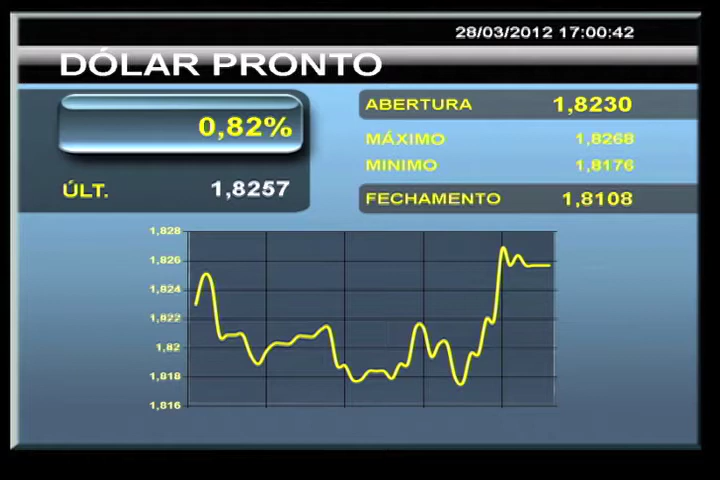 28/03/2012 17:00:42
DÓLAR PRONTO
0,82%
ÚLT. 1,8257
ABERTURA 1,8230
MÁXIMO 1,8268
MINIMO 1,8176
FECHAMENTO 1,8108
1,828
1,826
1,824
1,822
1,82
1,818
1,816